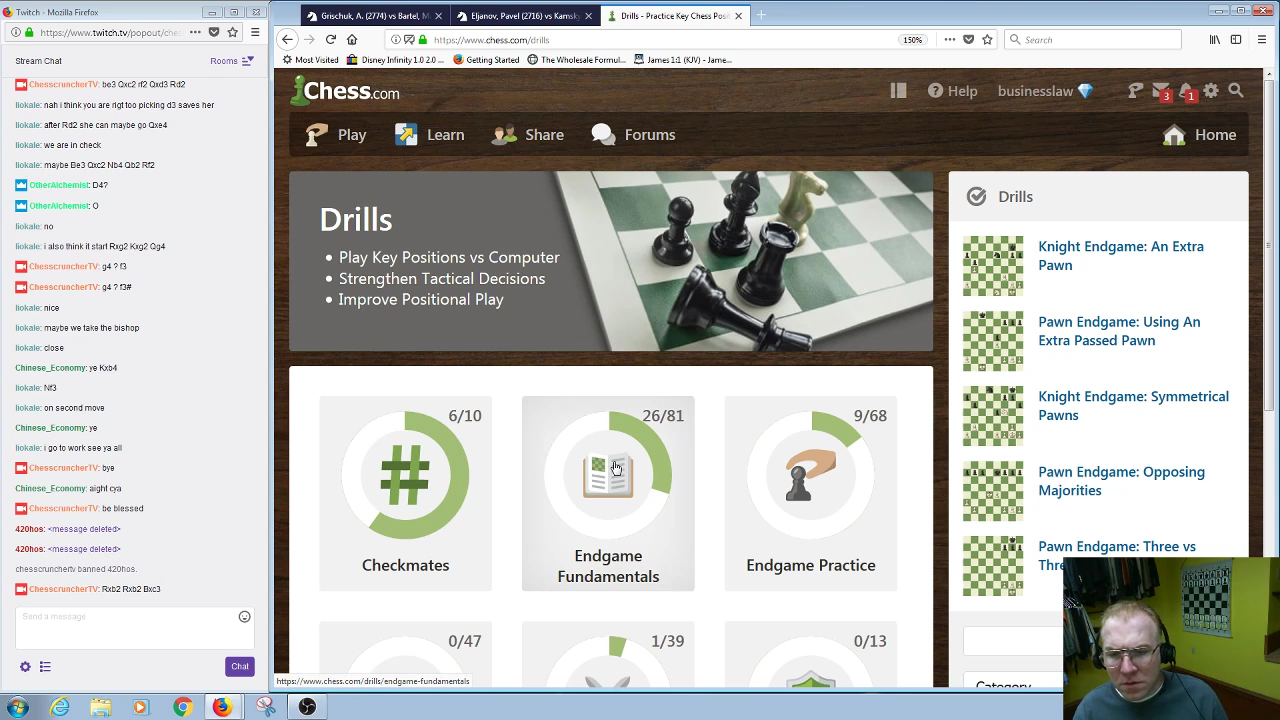 Twitch - Mozilla Firefox
https://www.twitch.tv/popout/che
Stream Chat
Rooms
ChesscruncherTV: be3 Qxc2 rf2 Qxd3 Rd2
liokale: nah i think you are rigt too picking d3 saves her
liokale: after Rd2 she can maybe go Qxe4
liokale: we are in check
liokale: maybe Be3 Qxc2 Nb4 Qb2 Rf2
OtherAlchemist: D4?
OtherAlchemist: O
liokale: no
liokale: i also think it start Rxg2 Kxg2 Qg4
ChesscruncherTV: g4 ? f3
ChesscruncherTV: g4 ? f3#
liokale: nice
liokale: maybe we take the bishop
liokale: close
Chinese_Economy: ye Kxb4
liokale: Nf3
liokale: on second move
Chinese_Economy: ye
liokale: i go to work see ya all
ChesscruncherTV: bye
Chinese_Economy: aight cya
ChesscruncherTV: be blessed
420hos: <message deleted>
420hos: <message deleted>
chesscrunchertv banned 420hos.
ChesscruncherTV: Rxb2 Rxb2 Bxc3
Send a message
Chat
Grischuk, A. (2774) vs Bartel, M
Eljanov, Pavel (2716) vs Kamsky
Drills - Practice Key Chess Posi
https://www.chess.com/drills
150%
Search
Most Visited
Disney Infinity 1.0 2.0 ...
Getting Started
The Wholesale Formul...
James 1:1 (KJV) - Jame...
Chess.com
Help
businesslaw
3
1
Play
Learn
Share
Forums
Home
Drills
Play Key Positions vs Computer
Strengthen Tactical Decisions
Improve Positional Play
6/10
Checkmates
26/81
Endgame
Fundamentals
9/68
Endgame Practice
0/47
1/39
0/13
https://www.chess.com/drills/endgame-fundamentals
Drills
Knight Endgame: An Extra
Pawn
Pawn Endgame: Using An
Extra Passed Pawn
Knight Endgame: Symmetrical
Pawns
Pawn Endgame: Opposing
Majorities
Pawn Endgame: Three vs
Category